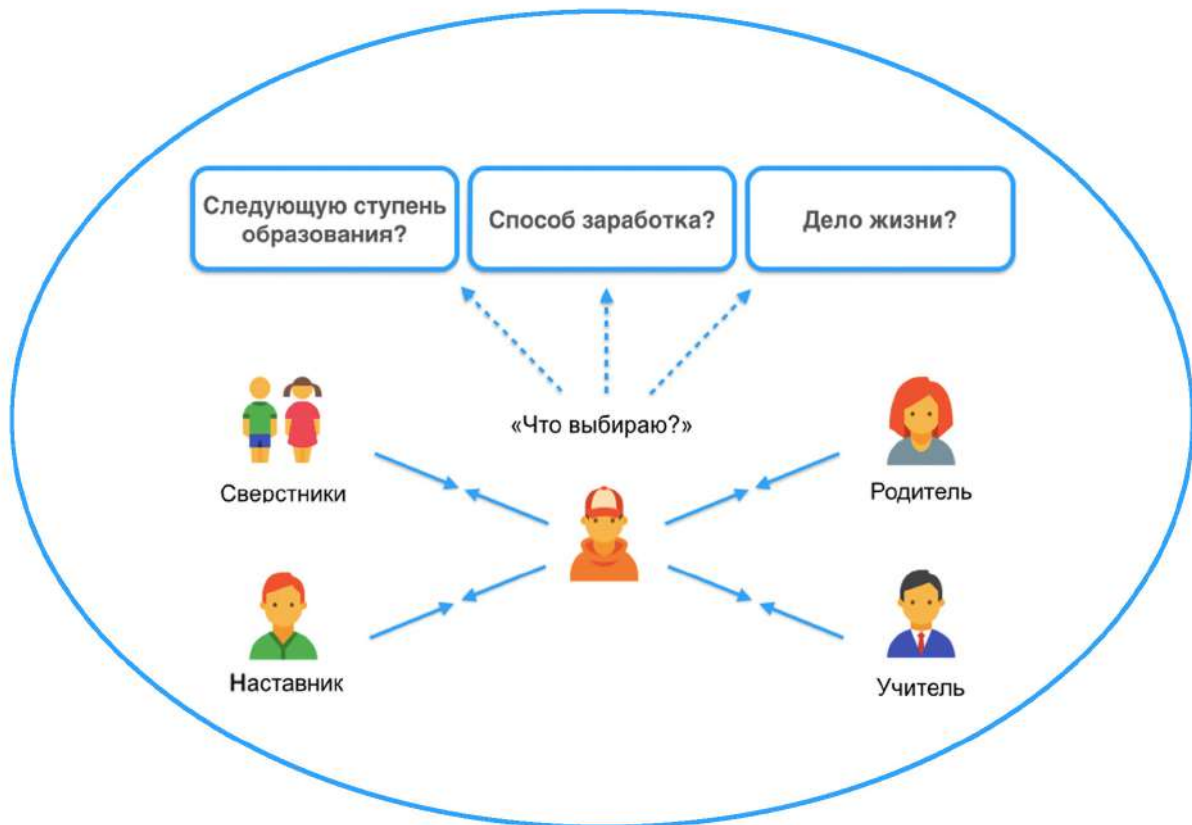 Следующую ступень
образования?
Способ заработка?
Дело жизни?
«Что выбираю?»
Сверстники
Родитель
Наставник
Учитель